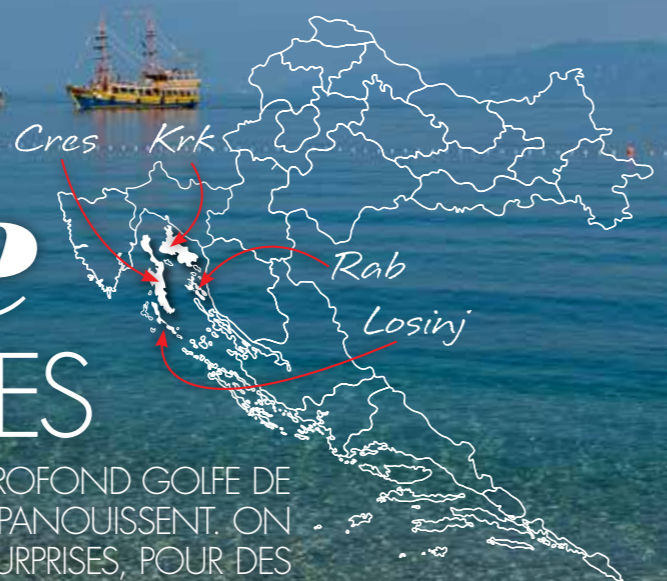 Cres Krk
Rab
Losinj
ES
ROFOND GOLFE DE
PANOUISSENT. ON
URPRISES, POUR DES